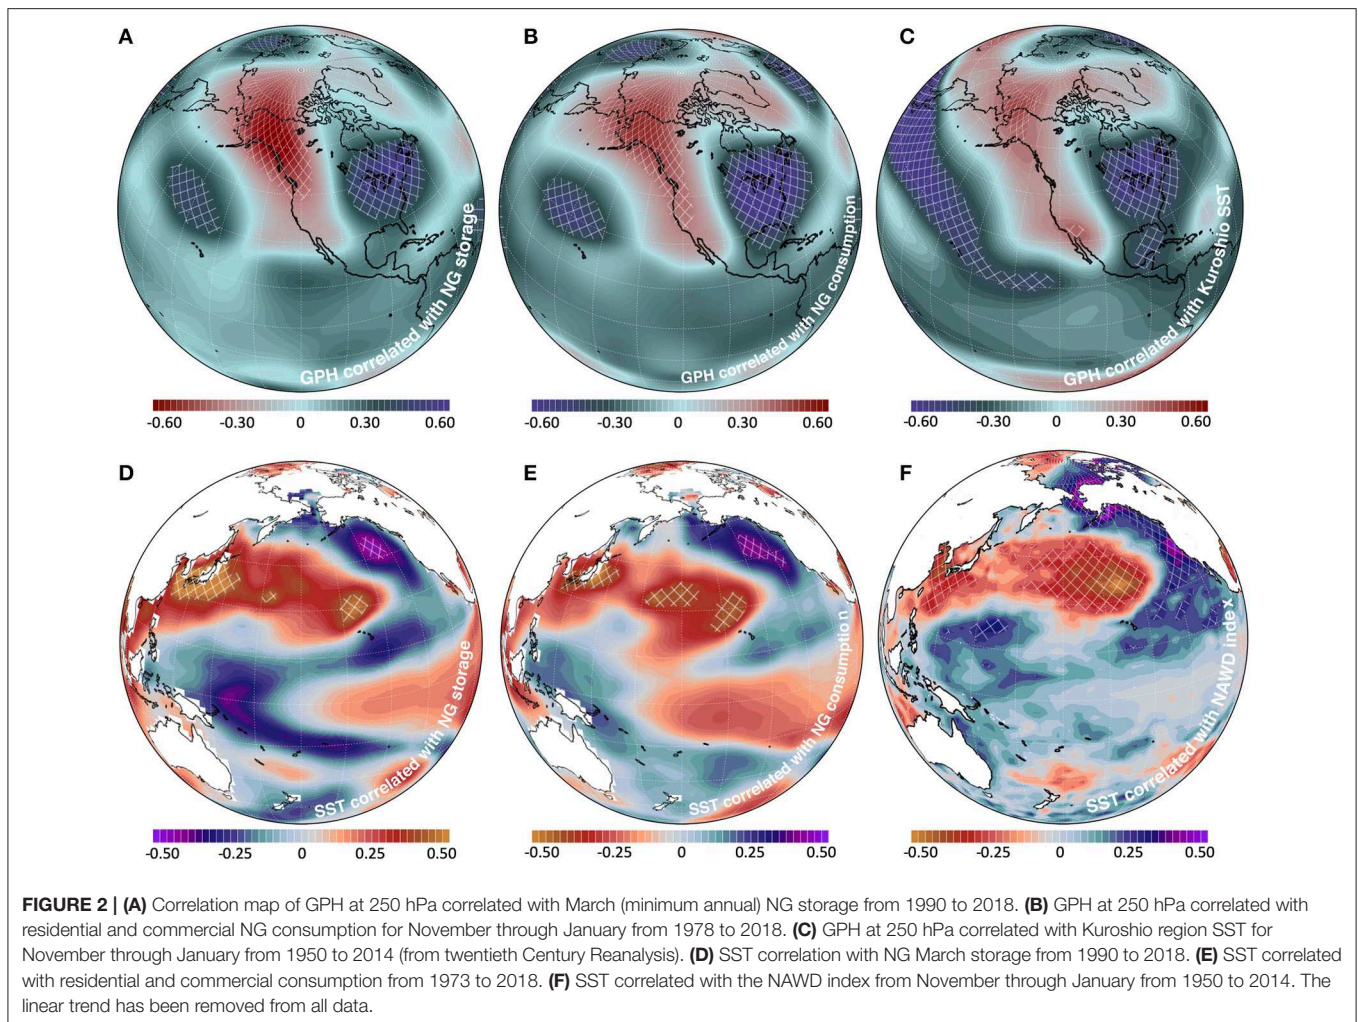 A
B
C
GPH correlated with NG storage
GPH correlated with NG consumption
GPH correlated with Kuroshio SST
-0.60 -0.30 0 0.30 0.60
-0.60 -0.30 0 0.30 0.60
-0.60 -0.30 0 0.30 0.60
D
E
F
SST correlated with NG storage
SST correlated with NG consumption
SST correlated with NAWD index
-0.50 -0.25 0 0.25 0.50
-0.50 -0.25 0 0.25 0.50
-0.50 -0.25 0 0.25 0.50
FIGURE 2 | (A) Correlation map of GPH at 250 hPa correlated with March (minimum annual) NG storage from 1990 to 2018. (B) GPH at 250 hPa correlated with
residential and commercial NG consumption for November through January from 1978 to 2018. (C) GPH at 250 hPa correlated with Kuroshio region SST for
November through January from 1950 to 2014 (from twentieth Century Reanalysis). (D) SST correlation with NG March storage from 1990 to 2018. (E) SST correlated
with residential and commercial consumption from 1973 to 2018. (F) SST correlated with the NAWD index from November through January from 1950 to 2014. The
linear trend has been removed from all data.